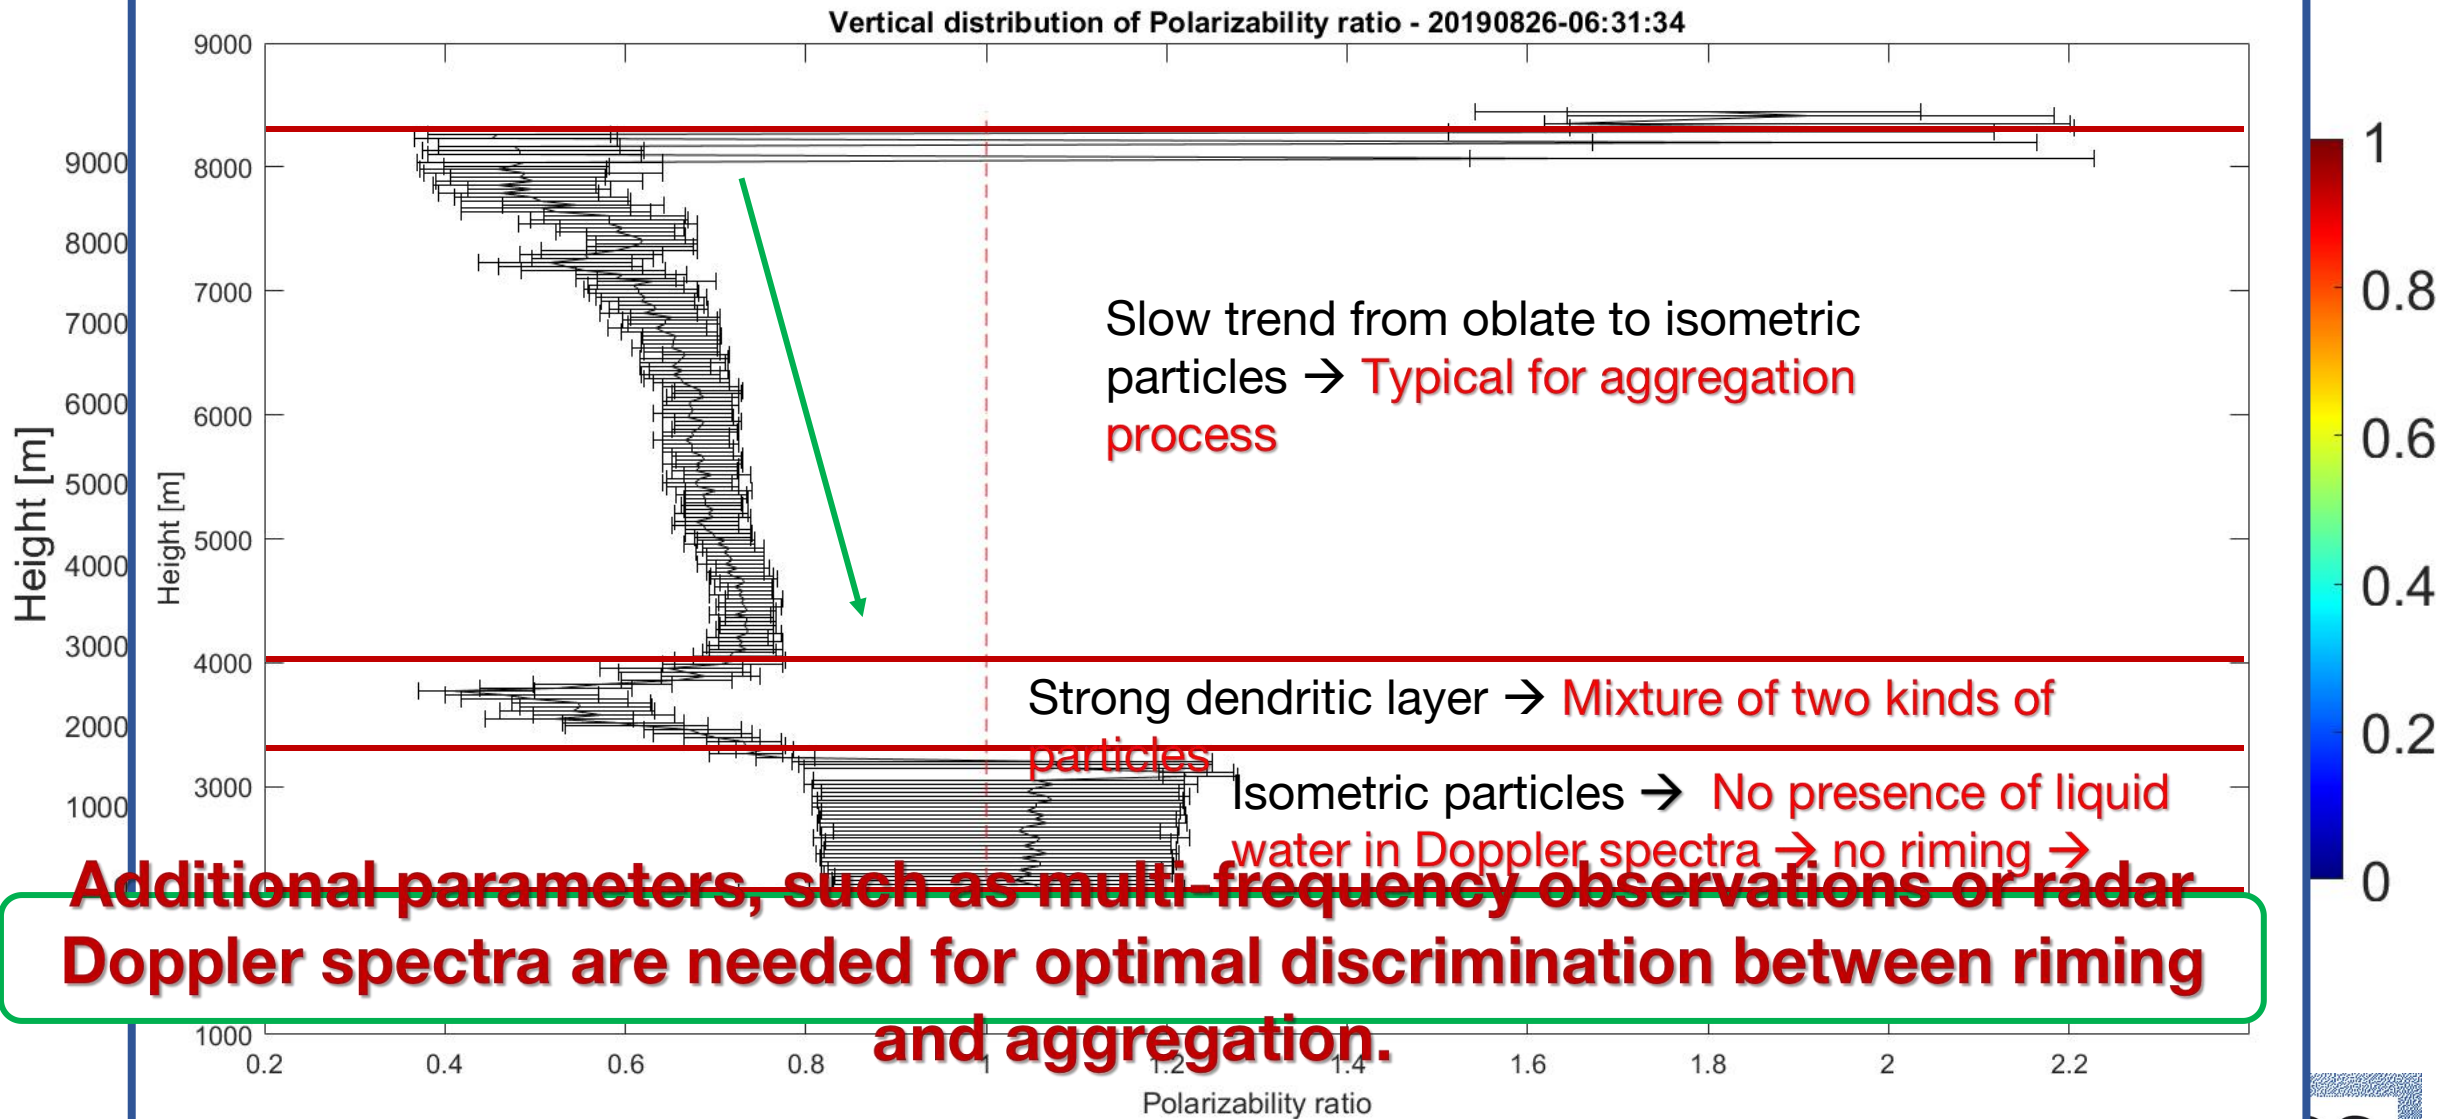 Vertical distribution of Polarizability ratio - 20190826-06:31:34
9000
8000
7000
6000
5000
4000
3000
1000
Height [m]
9000
8000
7000
6000
5000
4000
3000
2000
1000
Height [m]
Slow trend from oblate to isometric
particles → Typical for aggregation
process
Strong dendritic layer → Mixture of two kinds of
particles
Isometric particles → No presence of liquid
water in Doppler spectra → no riming →
Additional parameters, such as multi-frequency observations or radar
Doppler spectra are needed for optimal discrimination between riming
and aggregation.
0.2 0.4 0.6 0.8 1 1.2 1.4 1.6 1.8 2 2.2
Polarizability ratio
1
0.8
0.6
0.4
0.2
0